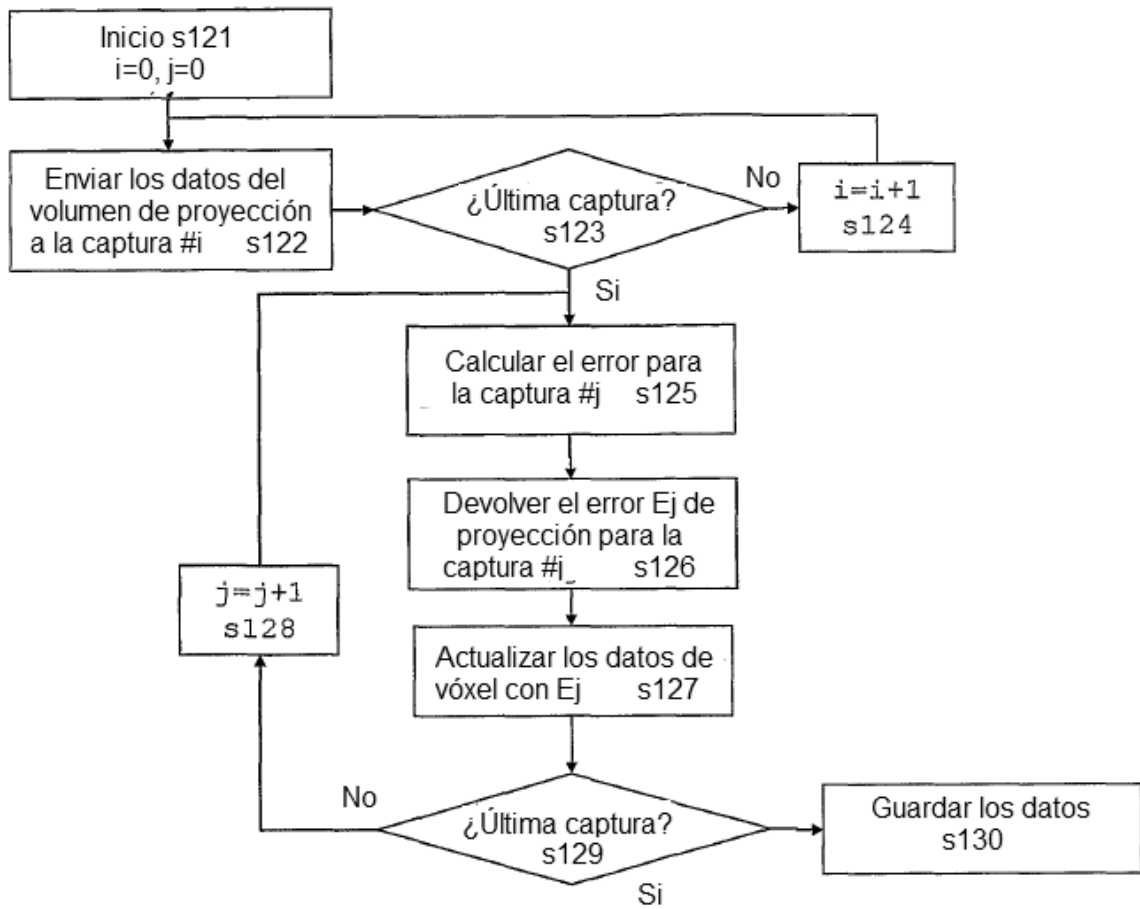 Inicio s121
i=0, j=0
Enviar los datos del
volumen de proyección
a la captura #i s122
¿Última captura?
s123
No
i=i+1
s124
Si
Calcular el error para
la captura #j s125
Devolver el error Ej de
proyección para la
captura #j s126
j=j+1
s128
Actualizar los datos de
vóxel con Ej s127
No
¿Última captura?
s129
Si
Guardar los datos
s130